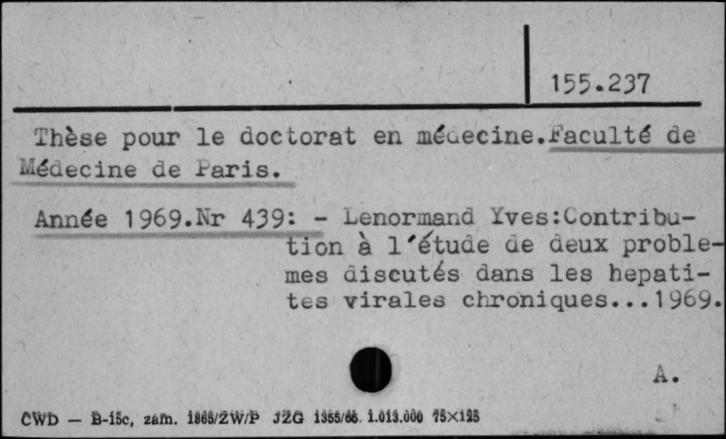 155.237
Thèse pour le doctorat en médecine.Faculté de
Médecine de Paris.
Année 1969.Nr 439: - Lenormand Yves:Contribu-
tion à l'étude de deux proble-
mes discutés dans les hepati-
tes virales chroniques...1969.
A.
CWD — B-15c, zam. 1865/ZW/P JZG 1355/66. 1.013.000 75×125